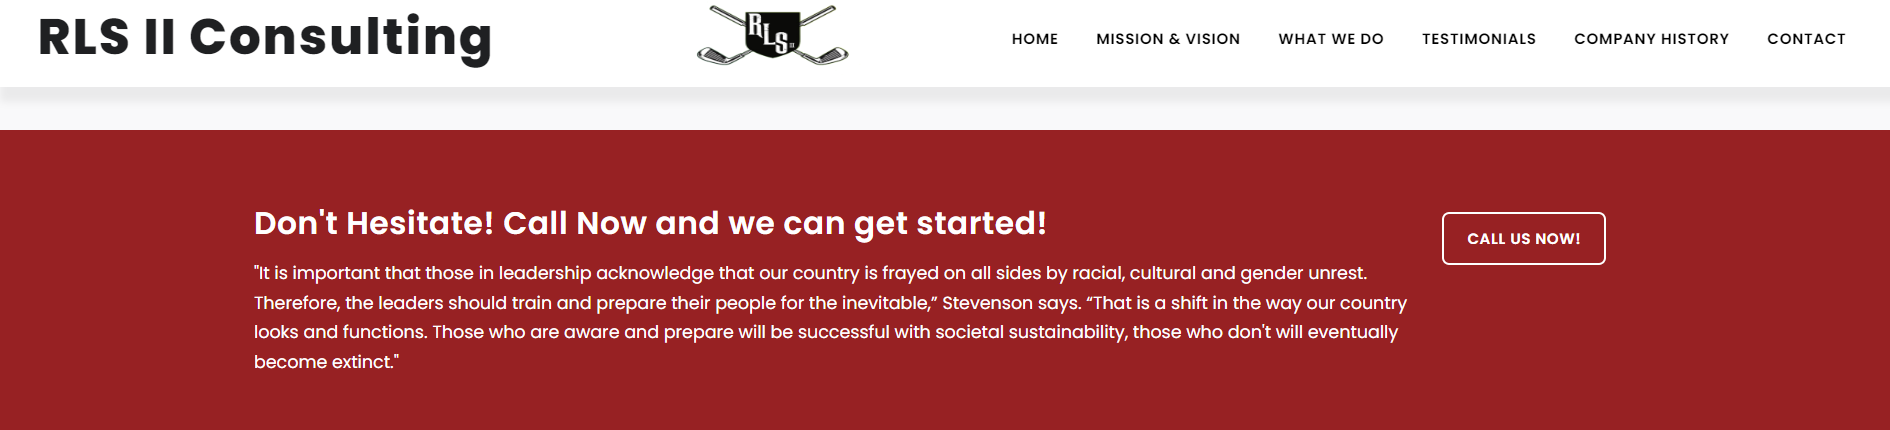 RLS II Consulting
RLS II
HOME MISSION & VISION WHAT WE DO TESTIMONIALS COMPANY HISTORY CONTACT
Don't Hesitate! Call Now and we can get started!
CALL US NOW!
"It is important that those in leadership acknowledge that our country is frayed on all sides by racial, cultural and gender unrest.
Therefore, the leaders should train and prepare their people for the inevitable,” Stevenson says. “That is a shift in the way our country
looks and functions. Those who are aware and prepare will be successful with societal sustainability, those who don't will eventually
become extinct."